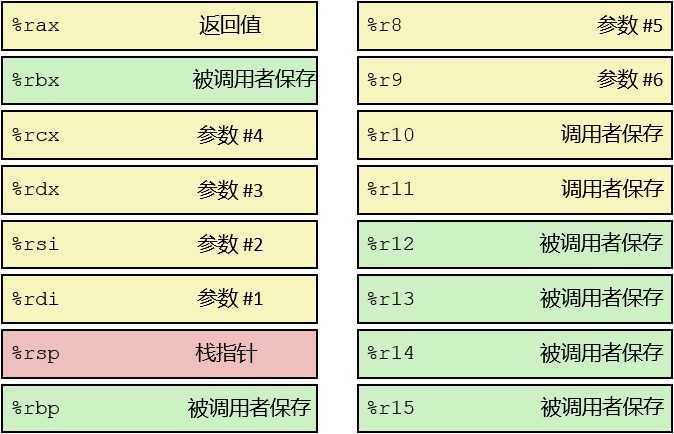 %rax 返回值
%rbx 被调用者保存
%rcx 参数 #4
%rdx 参数 #3
%rsi 参数 #2
%rdi 参数 #1
%rsp 栈指针
%rbp 被调用者保存
%r8 参数 #5
%r9 参数 #6
%r10 调用者保存
%r11 调用者保存
%r12 被调用者保存
%r13 被调用者保存
%r14 被调用者保存
%r15 被调用者保存